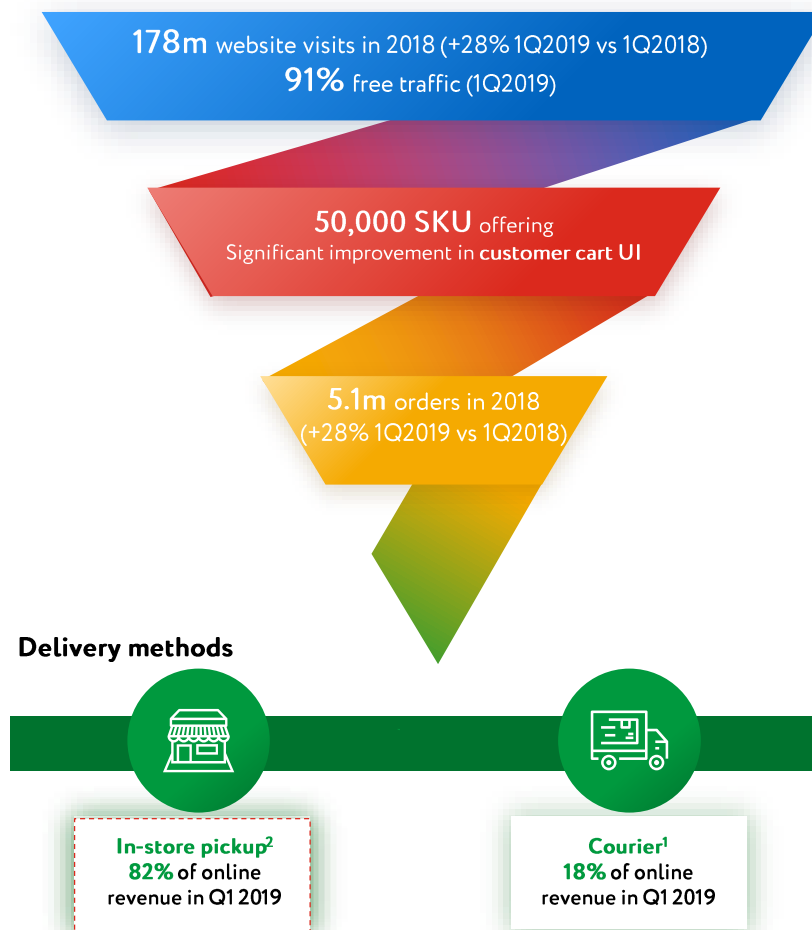 178m website visits in 2018 (+28% 1Q2019 vs 1Q2018)
91% free traffic (1Q2019)
50,000 SKU offering
Significant improvement in customer cart UI
5.1m orders in 2018
(+28% 1Q2019 vs 1Q2018)
Delivery methods
In-store pickup²
82% of online
revenue in Q1 2019
Courier¹
18% of online
revenue in Q1 2019